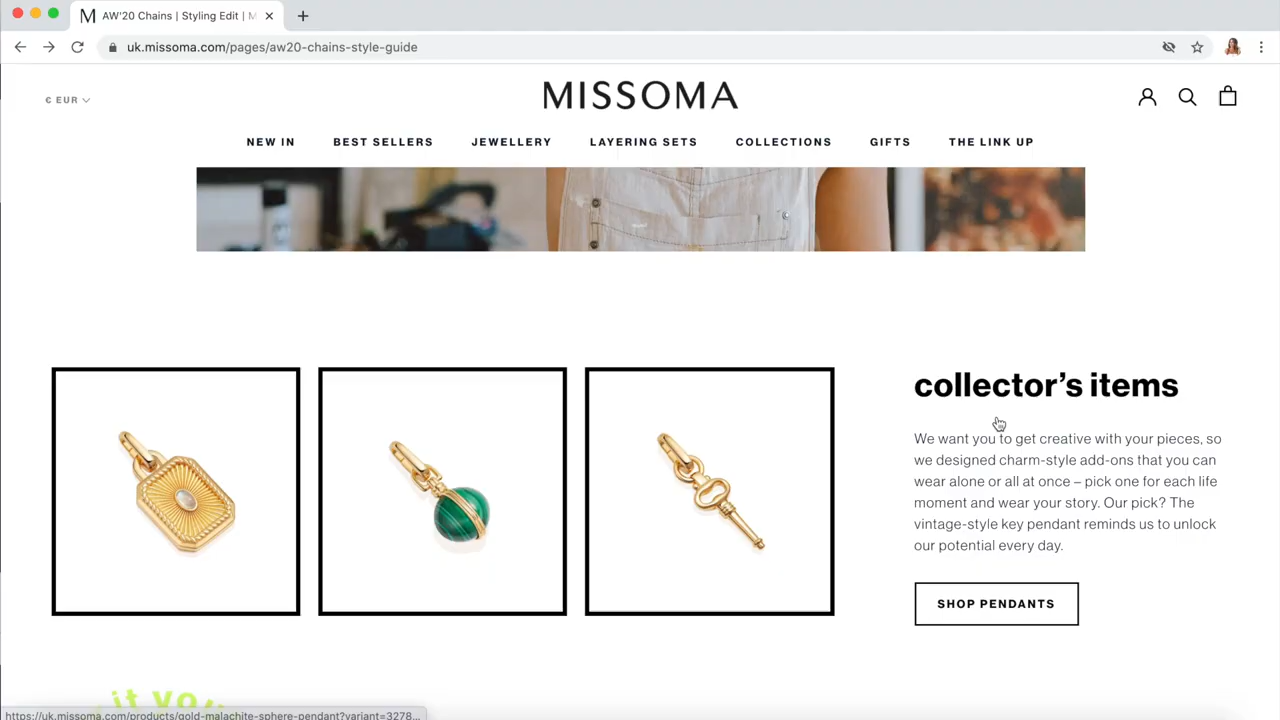 AW'20 Chains | Styling Edit | M
uk.missoma.com/pages/aw20-chains-style-guide
€ EUR
MISSOMA
NEW IN BEST SELLERS JEWELLERY LAYERING SETS COLLECTIONS GIFTS THE LINK UP
collector's items
We want you to get creative with your pieces, so
we designed charm-style add-ons that you can
wear alone or all at once – pick one for each life
moment and wear your story. Our pick? The
vintage-style key pendant reminds us to unlock
our potential every day.
SHOP PENDANTS
it you
https://uk.missoma.com/products/gold-malachite-sphere-pendant?variant=3278...